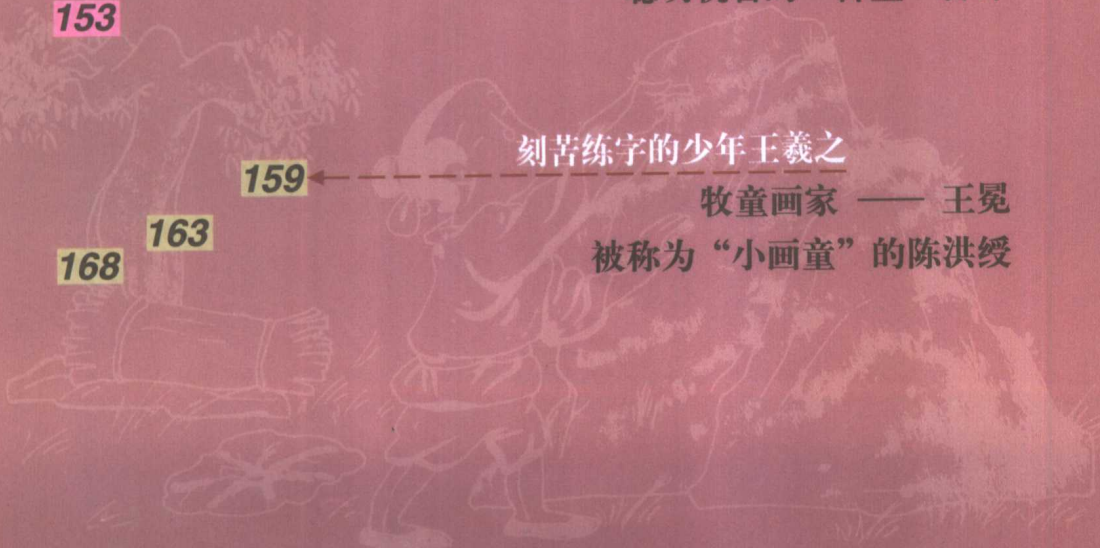 153
刻苦练字的少年王羲之
159
牧童画家 —— 王冕
163
被称为“小画童”的陈洪绶
168